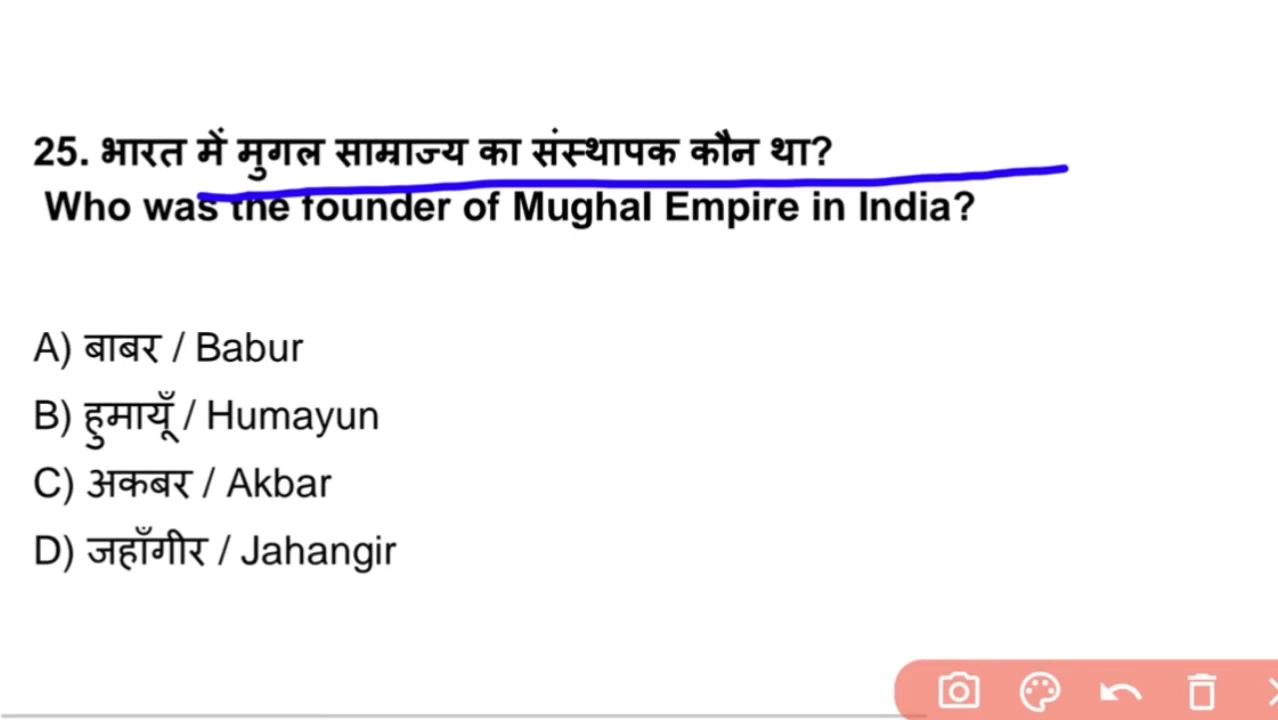 25. भारत में मुगल साम्राज्य का संस्थापक कौन था?
Who was the founder of Mughal Empire in India?
A) बाबर / Babur
B) हुमायूँ / Humayun
C) अकबर / Akbar
D) जहाँगीर / Jahangir